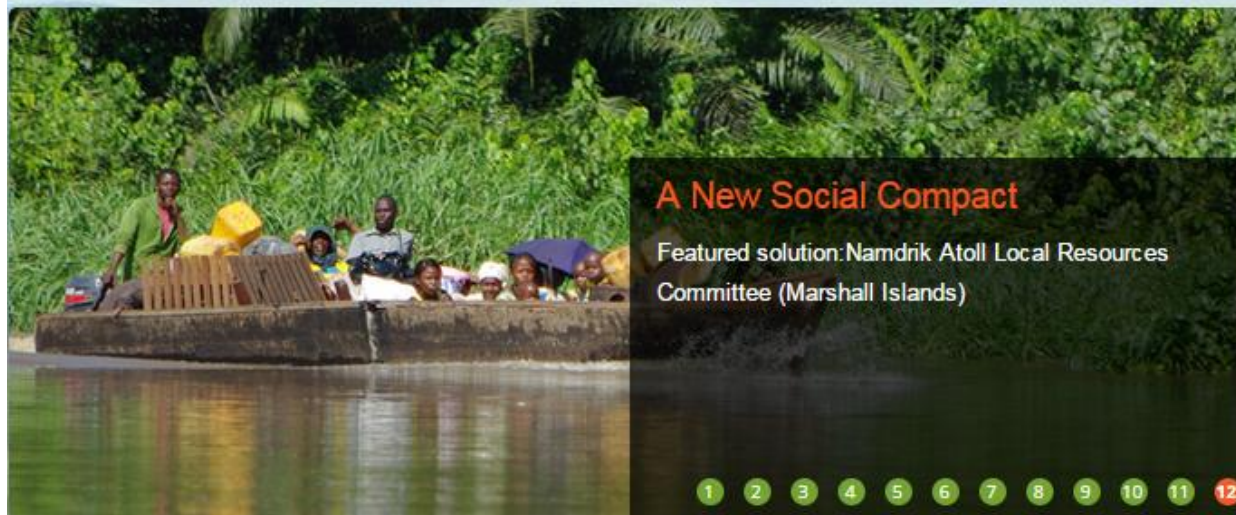 A New Social Compact
Featured solution:Namdrik Atoll Local Resources
Committee (Marshall Islands)
1 2 3 4 5 6 7 8 9 10 11 12